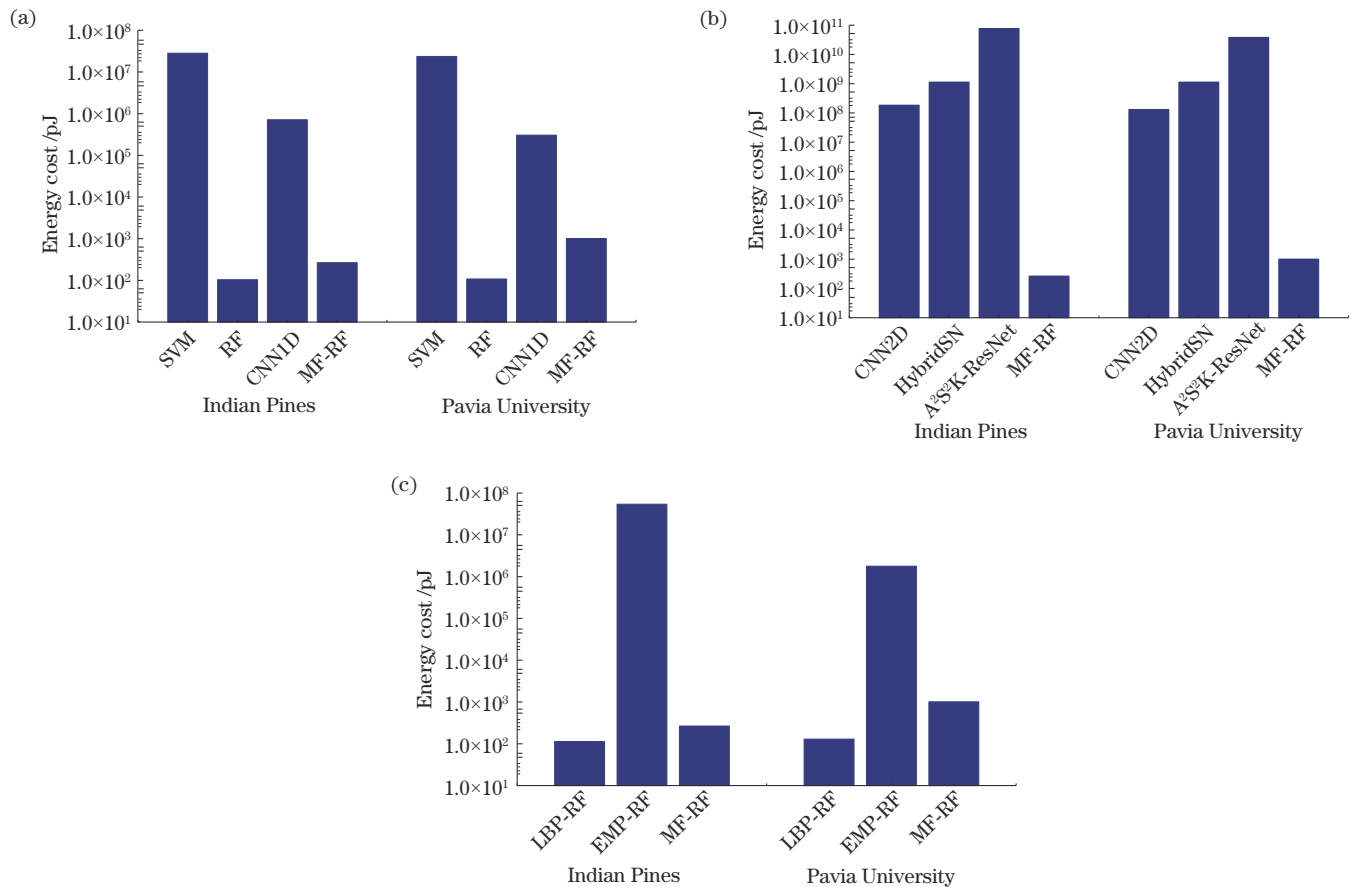 (a)
Energy cost /pJ
1.0×10⁸
1.0×10⁷
1.0×10⁶
1.0×10⁵
1.0×10⁴
1.0×10³
1.0×10²
1.0×10¹
SVM
RF
CNN1D
MF-RF
SVM
RF
CNN1D
MF-RF
Indian Pines
Pavia University
(b)
Energy cost /pJ
1.0×10¹¹
1.0×10¹⁰
1.0×10⁹
1.0×10⁸
1.0×10⁷
1.0×10⁶
1.0×10⁵
1.0×10⁴
1.0×10³
1.0×10²
1.0×10¹
CNN2D
HybridSN
A²S²K-ResNet
MF-RF
CNN2D
HybridSN
A²S²K-ResNet
MF-RF
Indian Pines
Pavia University
(c)
Energy cost /pJ
1.0×10⁸
1.0×10⁷
1.0×10⁶
1.0×10⁵
1.0×10⁴
1.0×10³
1.0×10²
1.0×10¹
LBP-RF
EMP-RF
MF-RF
LBP-RF
EMP-RF
MF-RF
Indian Pines
Pavia University